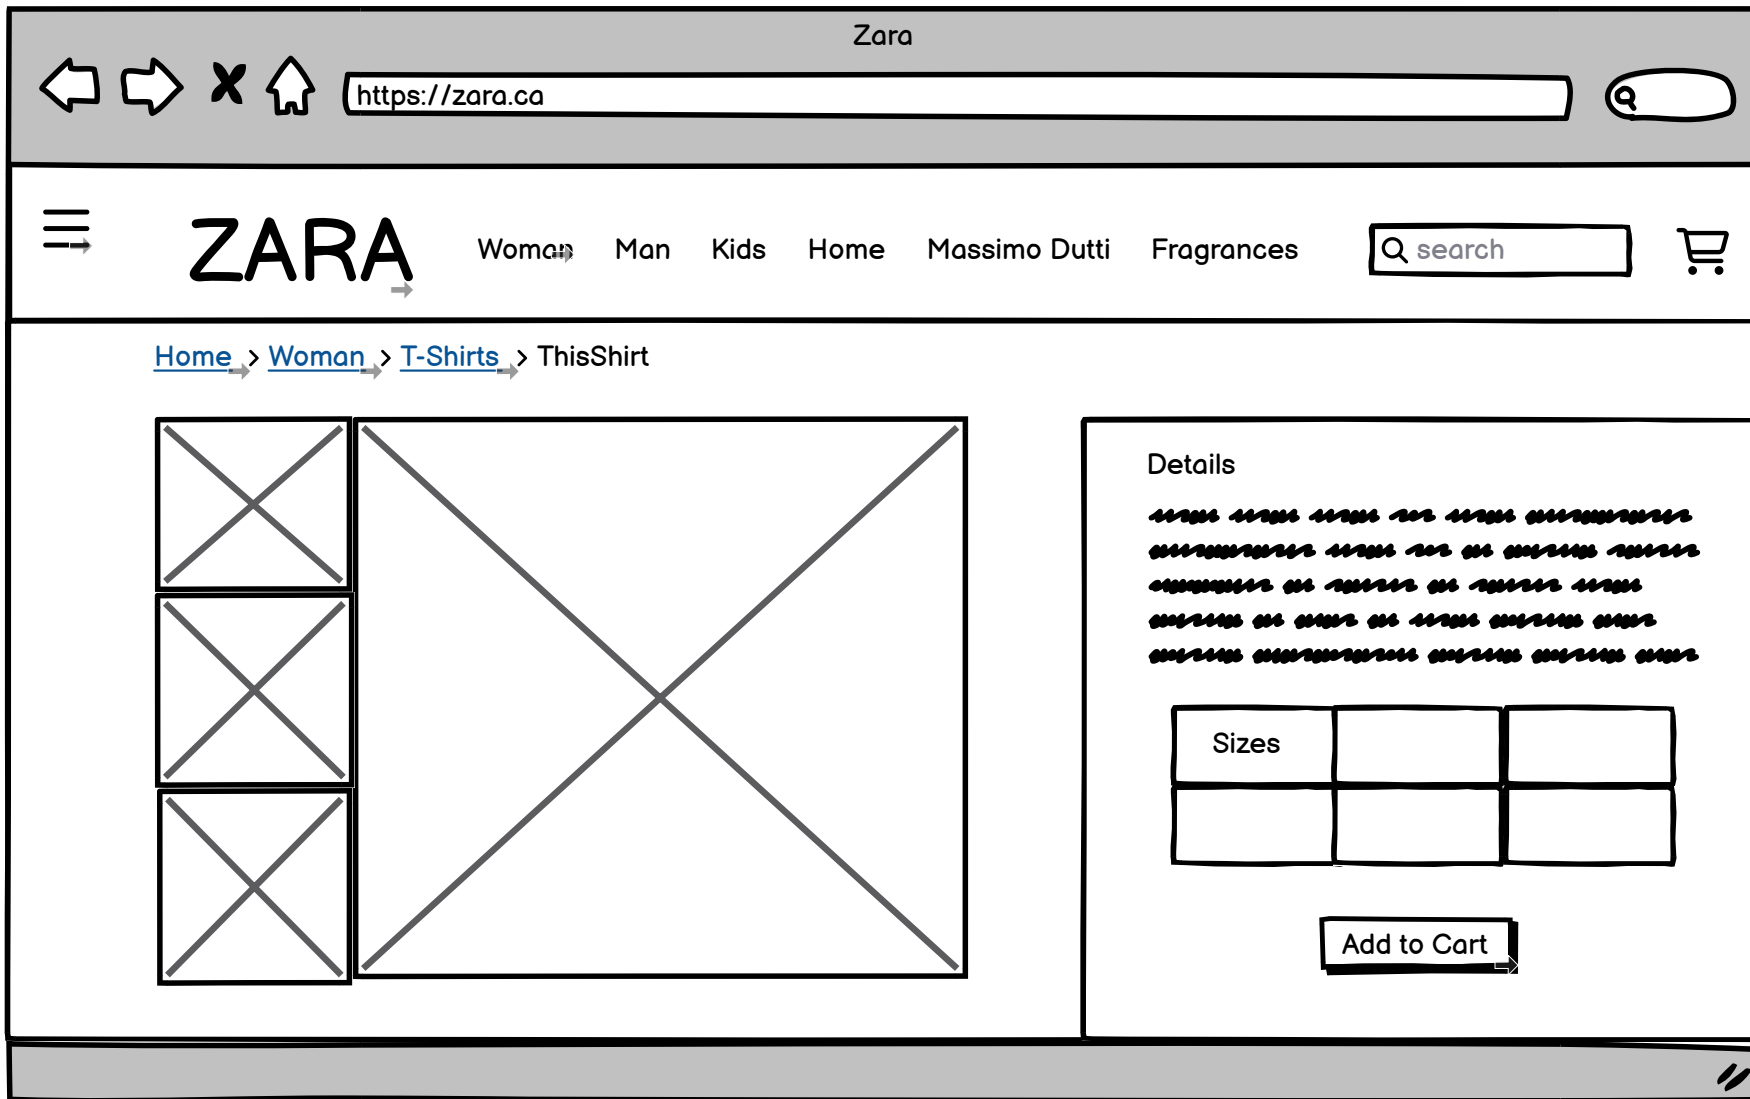 Zara
https://zara.ca
ZARA Woman Man Kids Home Massimo Dutti Fragrances search
Home > Woman > T-Shirts > ThisShirt
Details
Sizes
Add to Cart